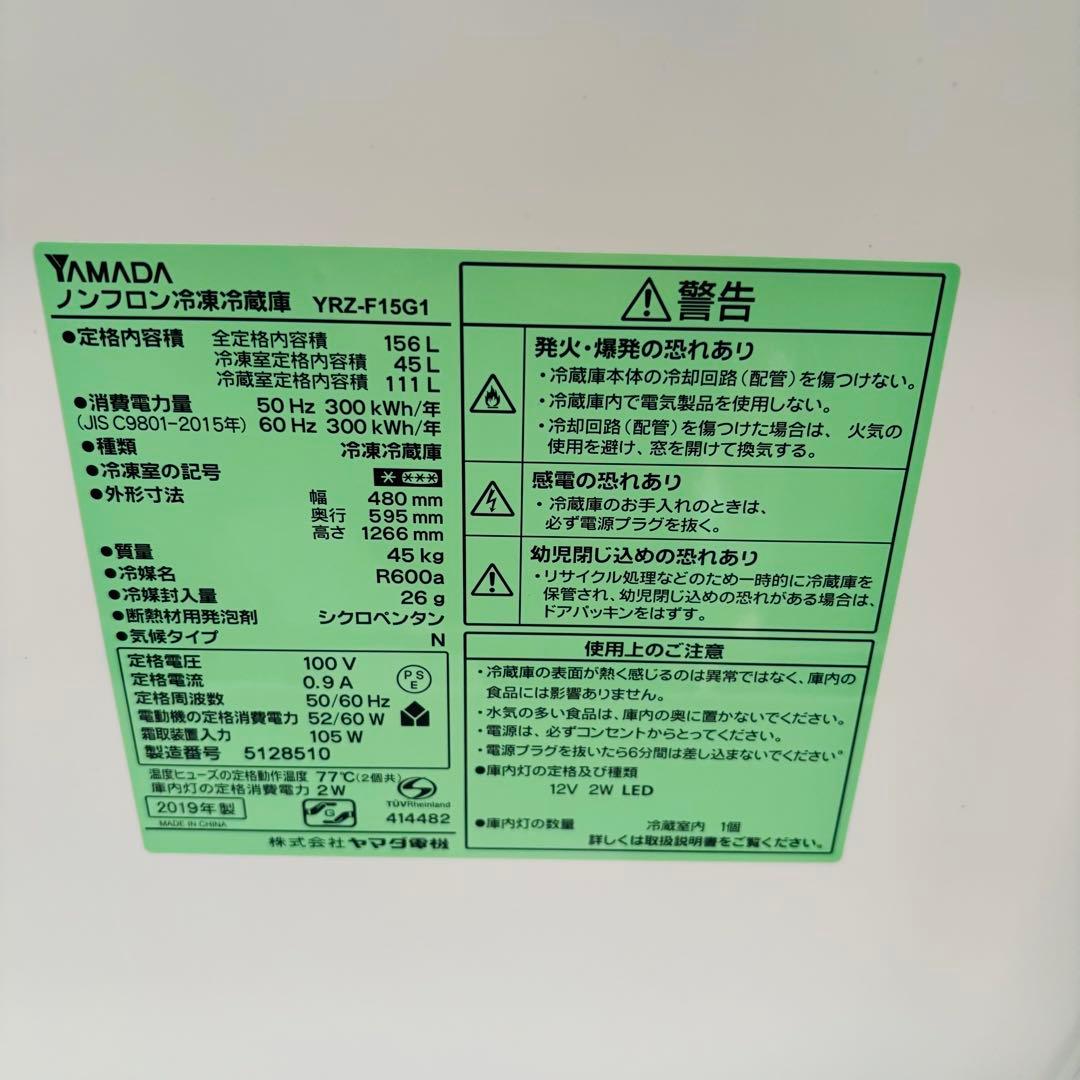 YAMADA
ノンフロン冷凍冷蔵庫 YRZ-F15G1
●定格内容積 全定格内容積 156 L
冷凍室定格内容積 45 L
冷蔵室定格内容積 111 L
●消費電力量 50 Hz 300 kWh/年
(JIS C9801-2015年) 60 Hz 300 kWh/年
●種類 冷凍冷蔵庫
●冷凍室の記号
●外形寸法 幅 480 mm
奥行 595 mm
高さ 1266 mm
●質量 45 kg
●冷媒名 R600a
●冷媒封入量 26 g
●断熱材用発泡剤 シクロペンタン
●気候タイプ N
定格電圧 100 V
定格電流 0.9 A
定格周波数 50/60 Hz
電動機の定格消費電力 52/60 W
霜取装置入力 105 W
製造番号 5128510
PS
E
温度ヒューズの定格動作温度 77℃(2個共)
庫内灯の定格消費電力 2 W
2019年 製
MADE IN CHINA
G
TÜVRheinland
414482
株式会社ヤマダ電機
警告
発火・爆発の恐れあり
・冷蔵庫本体の冷却回路(配管)を傷つけない。
・冷蔵庫内で電気製品を使用しない。
・冷却回路(配管)を傷つけた場合は、火気の
使用を避け、窓を開けて換気する。
感電の恐れあり
・冷蔵庫のお手入れのときは、
必ず電源プラグを抜く。
幼児閉じ込めの恐れあり
・リサイクル処理などのため一時的に冷蔵庫を
保管され、幼児閉じ込めの恐れがある場合は、
ドアパッキンをはずす。
使用上のご注意
・冷蔵庫の表面が熱く感じるのは異常ではなく、庫内の
食品には影響ありません。
・水気の多い食品は、庫内の奥に置かないでください。
・電源は、必ずコンセントからとってください。
・電源プラグを抜いたら6分間は差し込まないでください。
●庫内灯の定格及び種類
12V 2W LED
●庫内灯の数量 冷蔵室内 1個
詳しくは取扱説明書をご覧ください。